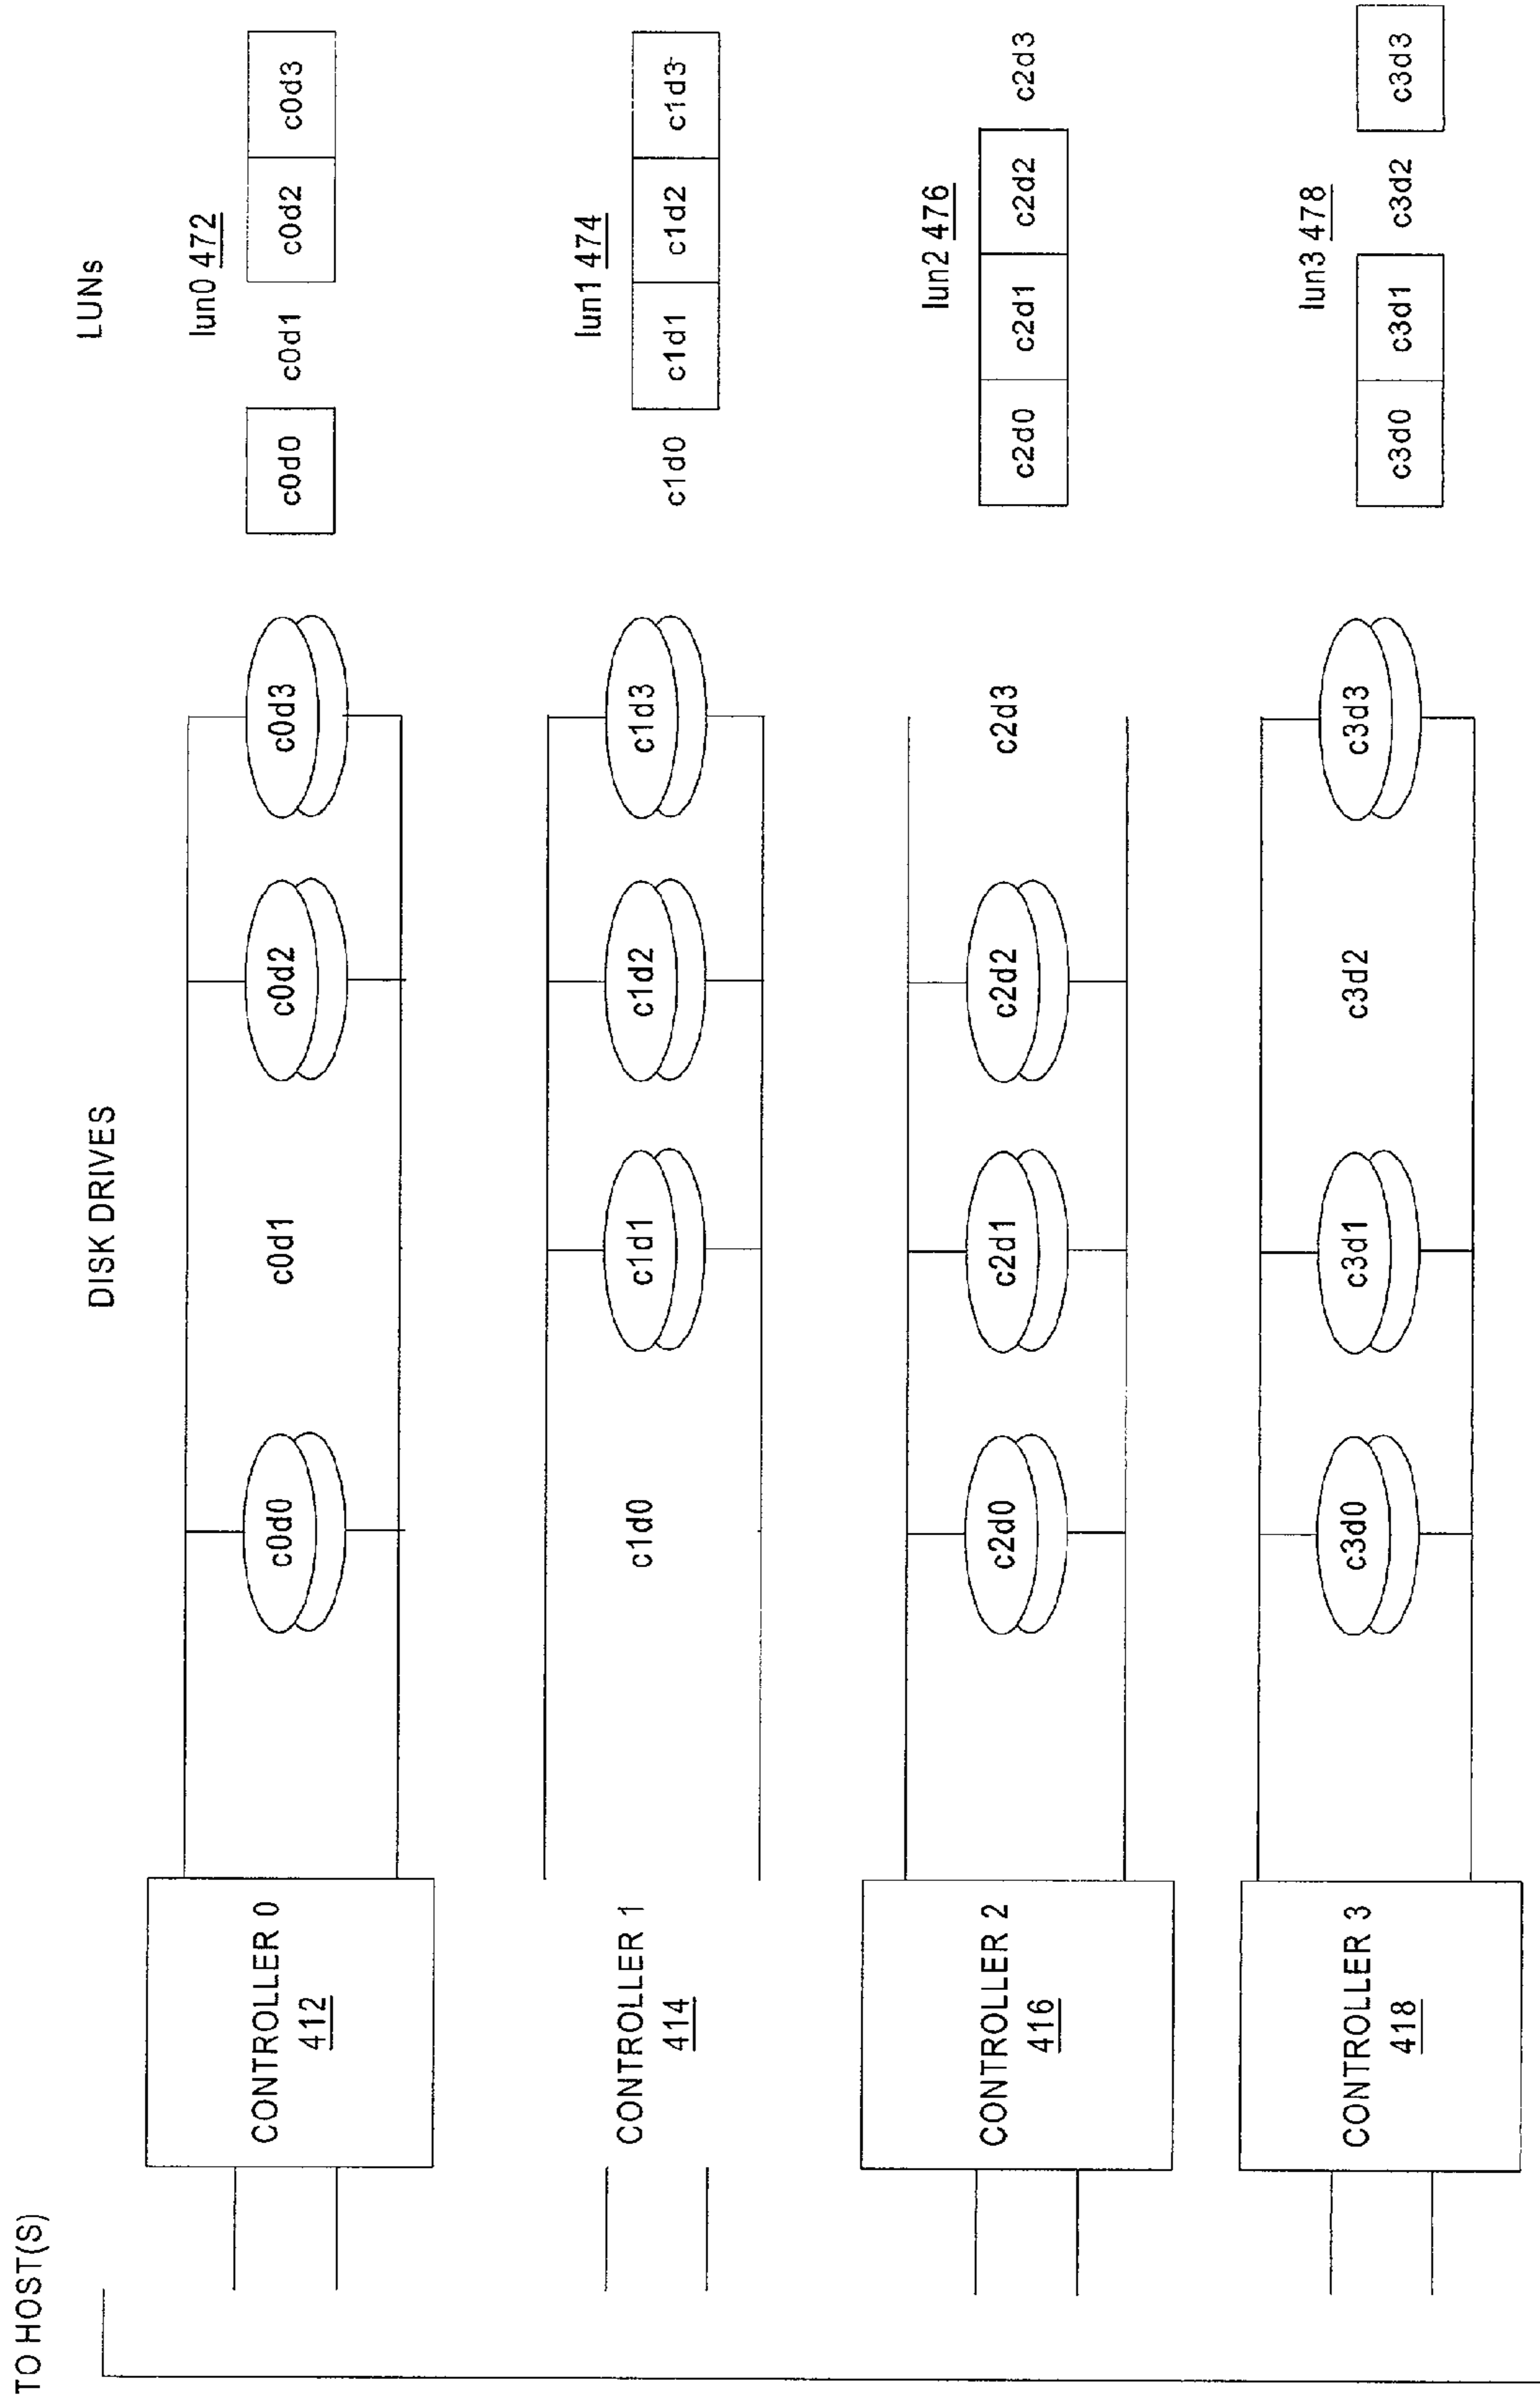 TO HOST(S)
DISK DRIVES
LUNs
CONTROLLER 0
412
c0d0
c0d1
c0d2
c0d3
lun0 472
c0d0
c0d1
c0d2
c0d3
CONTROLLER 1
414
c1d0
c1d1
c1d2
c1d3
lun1 474
c1d0
c1d1
c1d2
c1d3
CONTROLLER 2
416
c2d0
c2d1
c2d2
c2d3
lun2 476
c2d0
c2d1
c2d2
c2d3
CONTROLLER 3
418
c3d0
c3d1
c3d2
c3d3
lun3 478
c3d0
c3d1
c3d2
c3d3